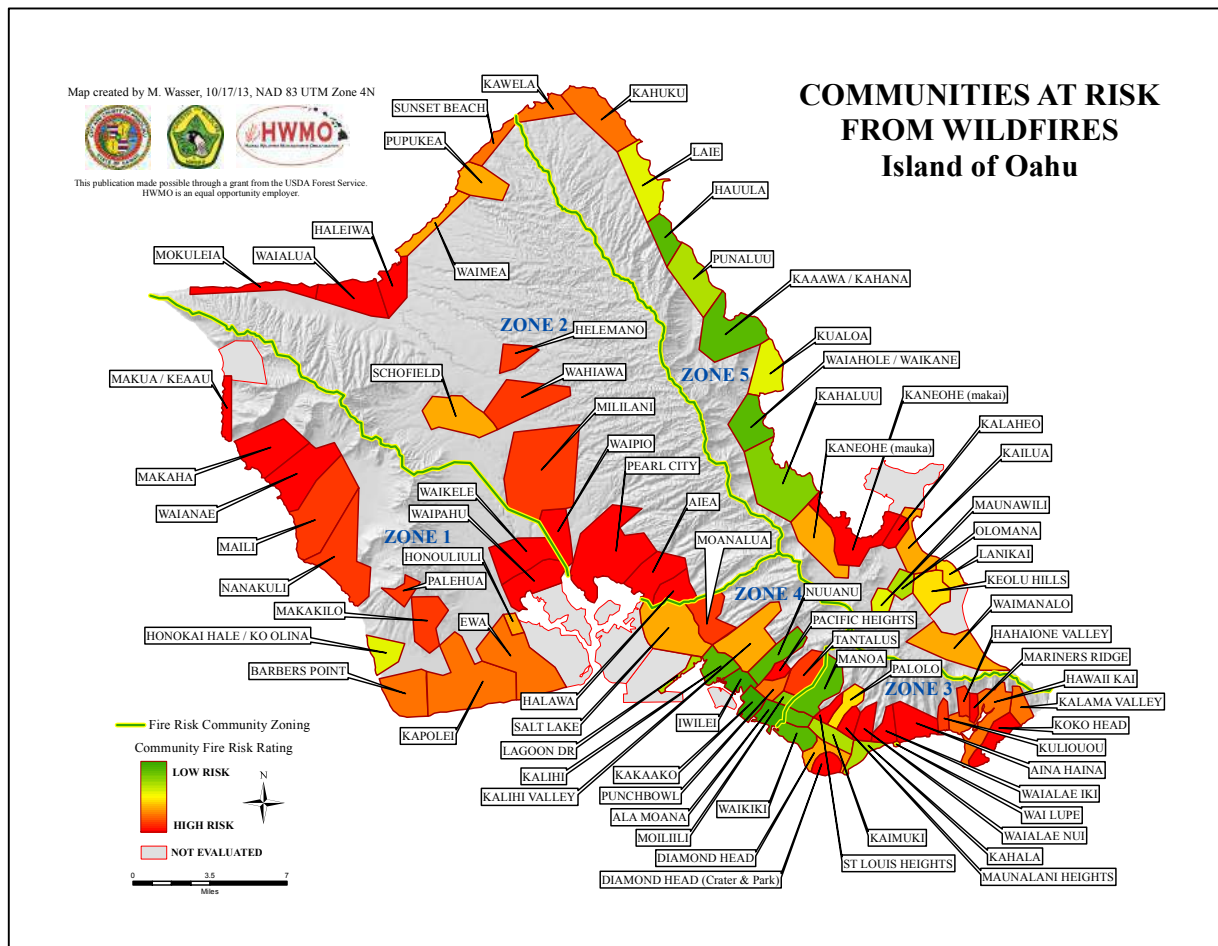 COMMUNITIES AT RISK
FROM WILDFIRES
Island of Oahu
Map created by M. Wasser, 10/17/13, NAD 83 UTM Zone 4N
HWMO
This publication made possible through a grant from the USDA Forest Service.
HWMO is an equal opportunity employer.
KAWELA
SUNSET BEACH
KAHUKU
PUPUKEA
LAIE
HAUULA
HALEIWA
PUNALUU
MOKULEIA
WAIALUA
WAIMEA
KAAAWA / KAHANA
ZONE 2
HELEMANO
KUALOA
WAIAHOLE / WAIKANE
ZONE 5
SCHOFIELD
WAHIAWA
MAKUA / KEAAU
KAHALUU
KANEOHE (makai)
MILILANI
KALAHEO
WAIPIO
KANEOHE (mauka)
KAILUA
PEARL CITY
MAKAHA
WAIKELE
AIEA
MAUNAWILI
WAIANAE
WAIPAHU
OLOMANA
ZONE 1
MOANALUA
MAILI
HONOULIULI
LANIKAI
PALEHUA
KEOLU HILLS
NANAKULI
ZONE 4
NUUANU
WAIMANALO
MAKAKILO
PACIFIC HEIGHTS
EWA
TANTALUS
HAHAIONE VALLEY
HONOKAI HALE / KO OLINA
MANOA
MARINERS RIDGE
PALOLO
BARBERS POINT
HAWAII KAI
ZONE 3
HALAWA
KALAMA VALLEY
SALT LAKE
IWILEI
KOKO HEAD
KAPOLEI
LAGOON DR
KULIOUOU
AINA HAINA
KALIHI
KAKAAKO
WAIALAE IKI
KALIHI VALLEY
PUNCHBOWL
WAIKIKI
WAI LUPE
ALA MOANA
KAIMUKI
WAIALAE NUI
MOILIILI
KAHALA
DIAMOND HEAD
ST LOUIS HEIGHTS
MAUNALANI HEIGHTS
DIAMOND HEAD (Crater & Park)
Fire Risk Community Zoning
Community Fire Risk Rating
LOW RISK
HIGH RISK
N
NOT EVALUATED
0 3.5 7
Miles